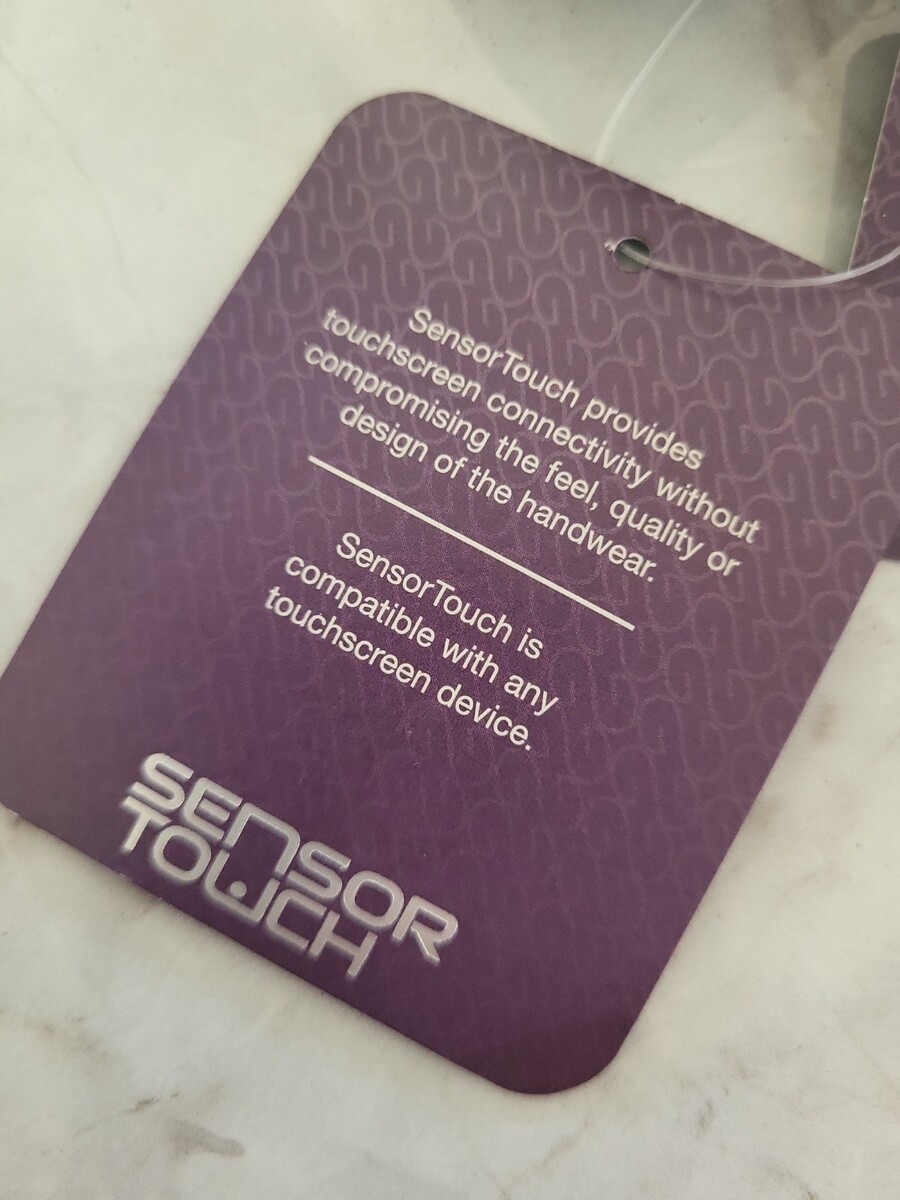 SensorTouch provides
touchscreen connectivity without
compromising the feel, quality or
design of the handwear.
SensorTouch is
compatible with any
touchscreen device.
SENSOR
TOUCH